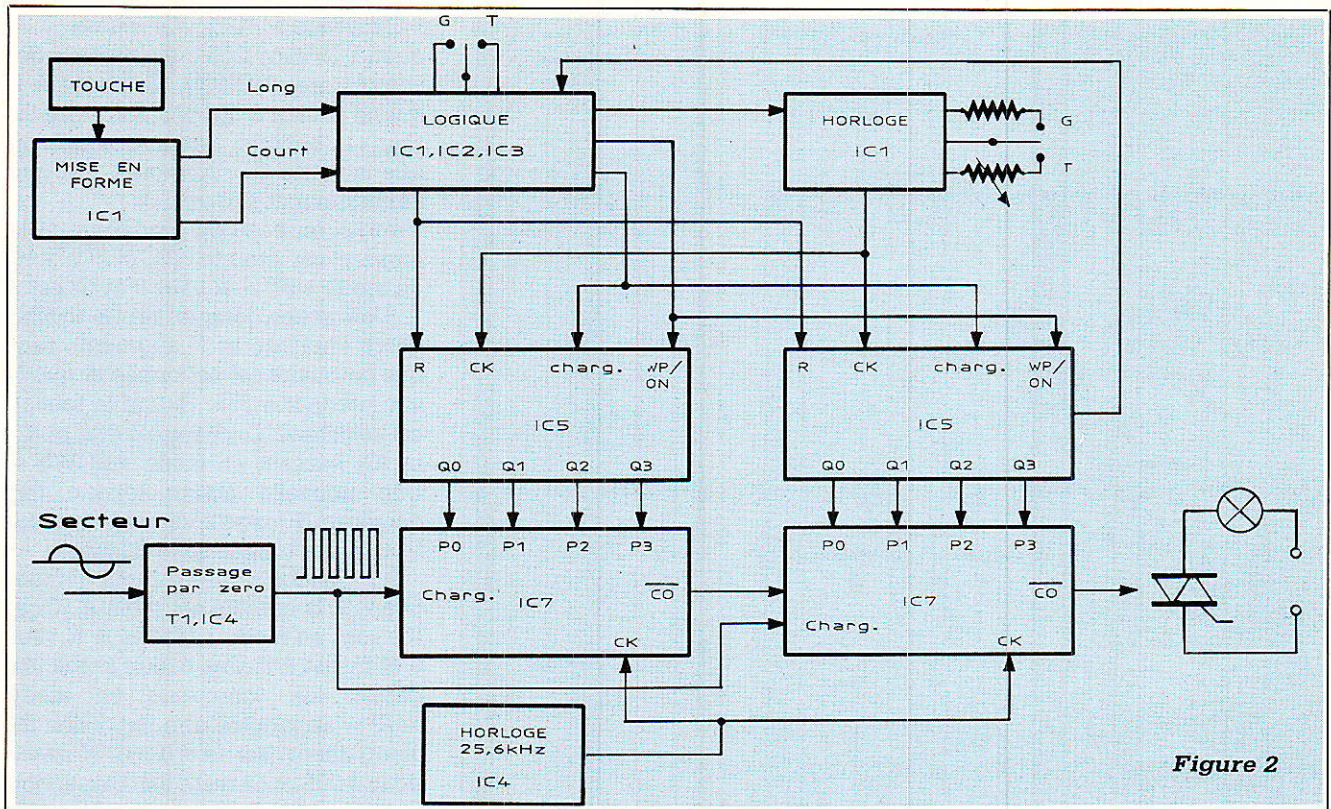 G T
TOUCHE
Long
LOGIQUE
IC1,IC2,IC3
HORLOGE
IC1
G
T
Court
MISE EN
FORME
IC1
R CK charg. WP/
ON
IC5
Q0 Q1 Q2 Q3
R CK charg. WP/
ON
IC5
Q0 Q1 Q2 Q3
Secteur
Passage
par zero
T1,IC4
P0 P1 P2 P3
Charg.
IC7
CO
CK
P0 P1 P2 P3
Charg.
IC7
CO
CK
HORLOGE
25,6kHz
IC4
Figure 2